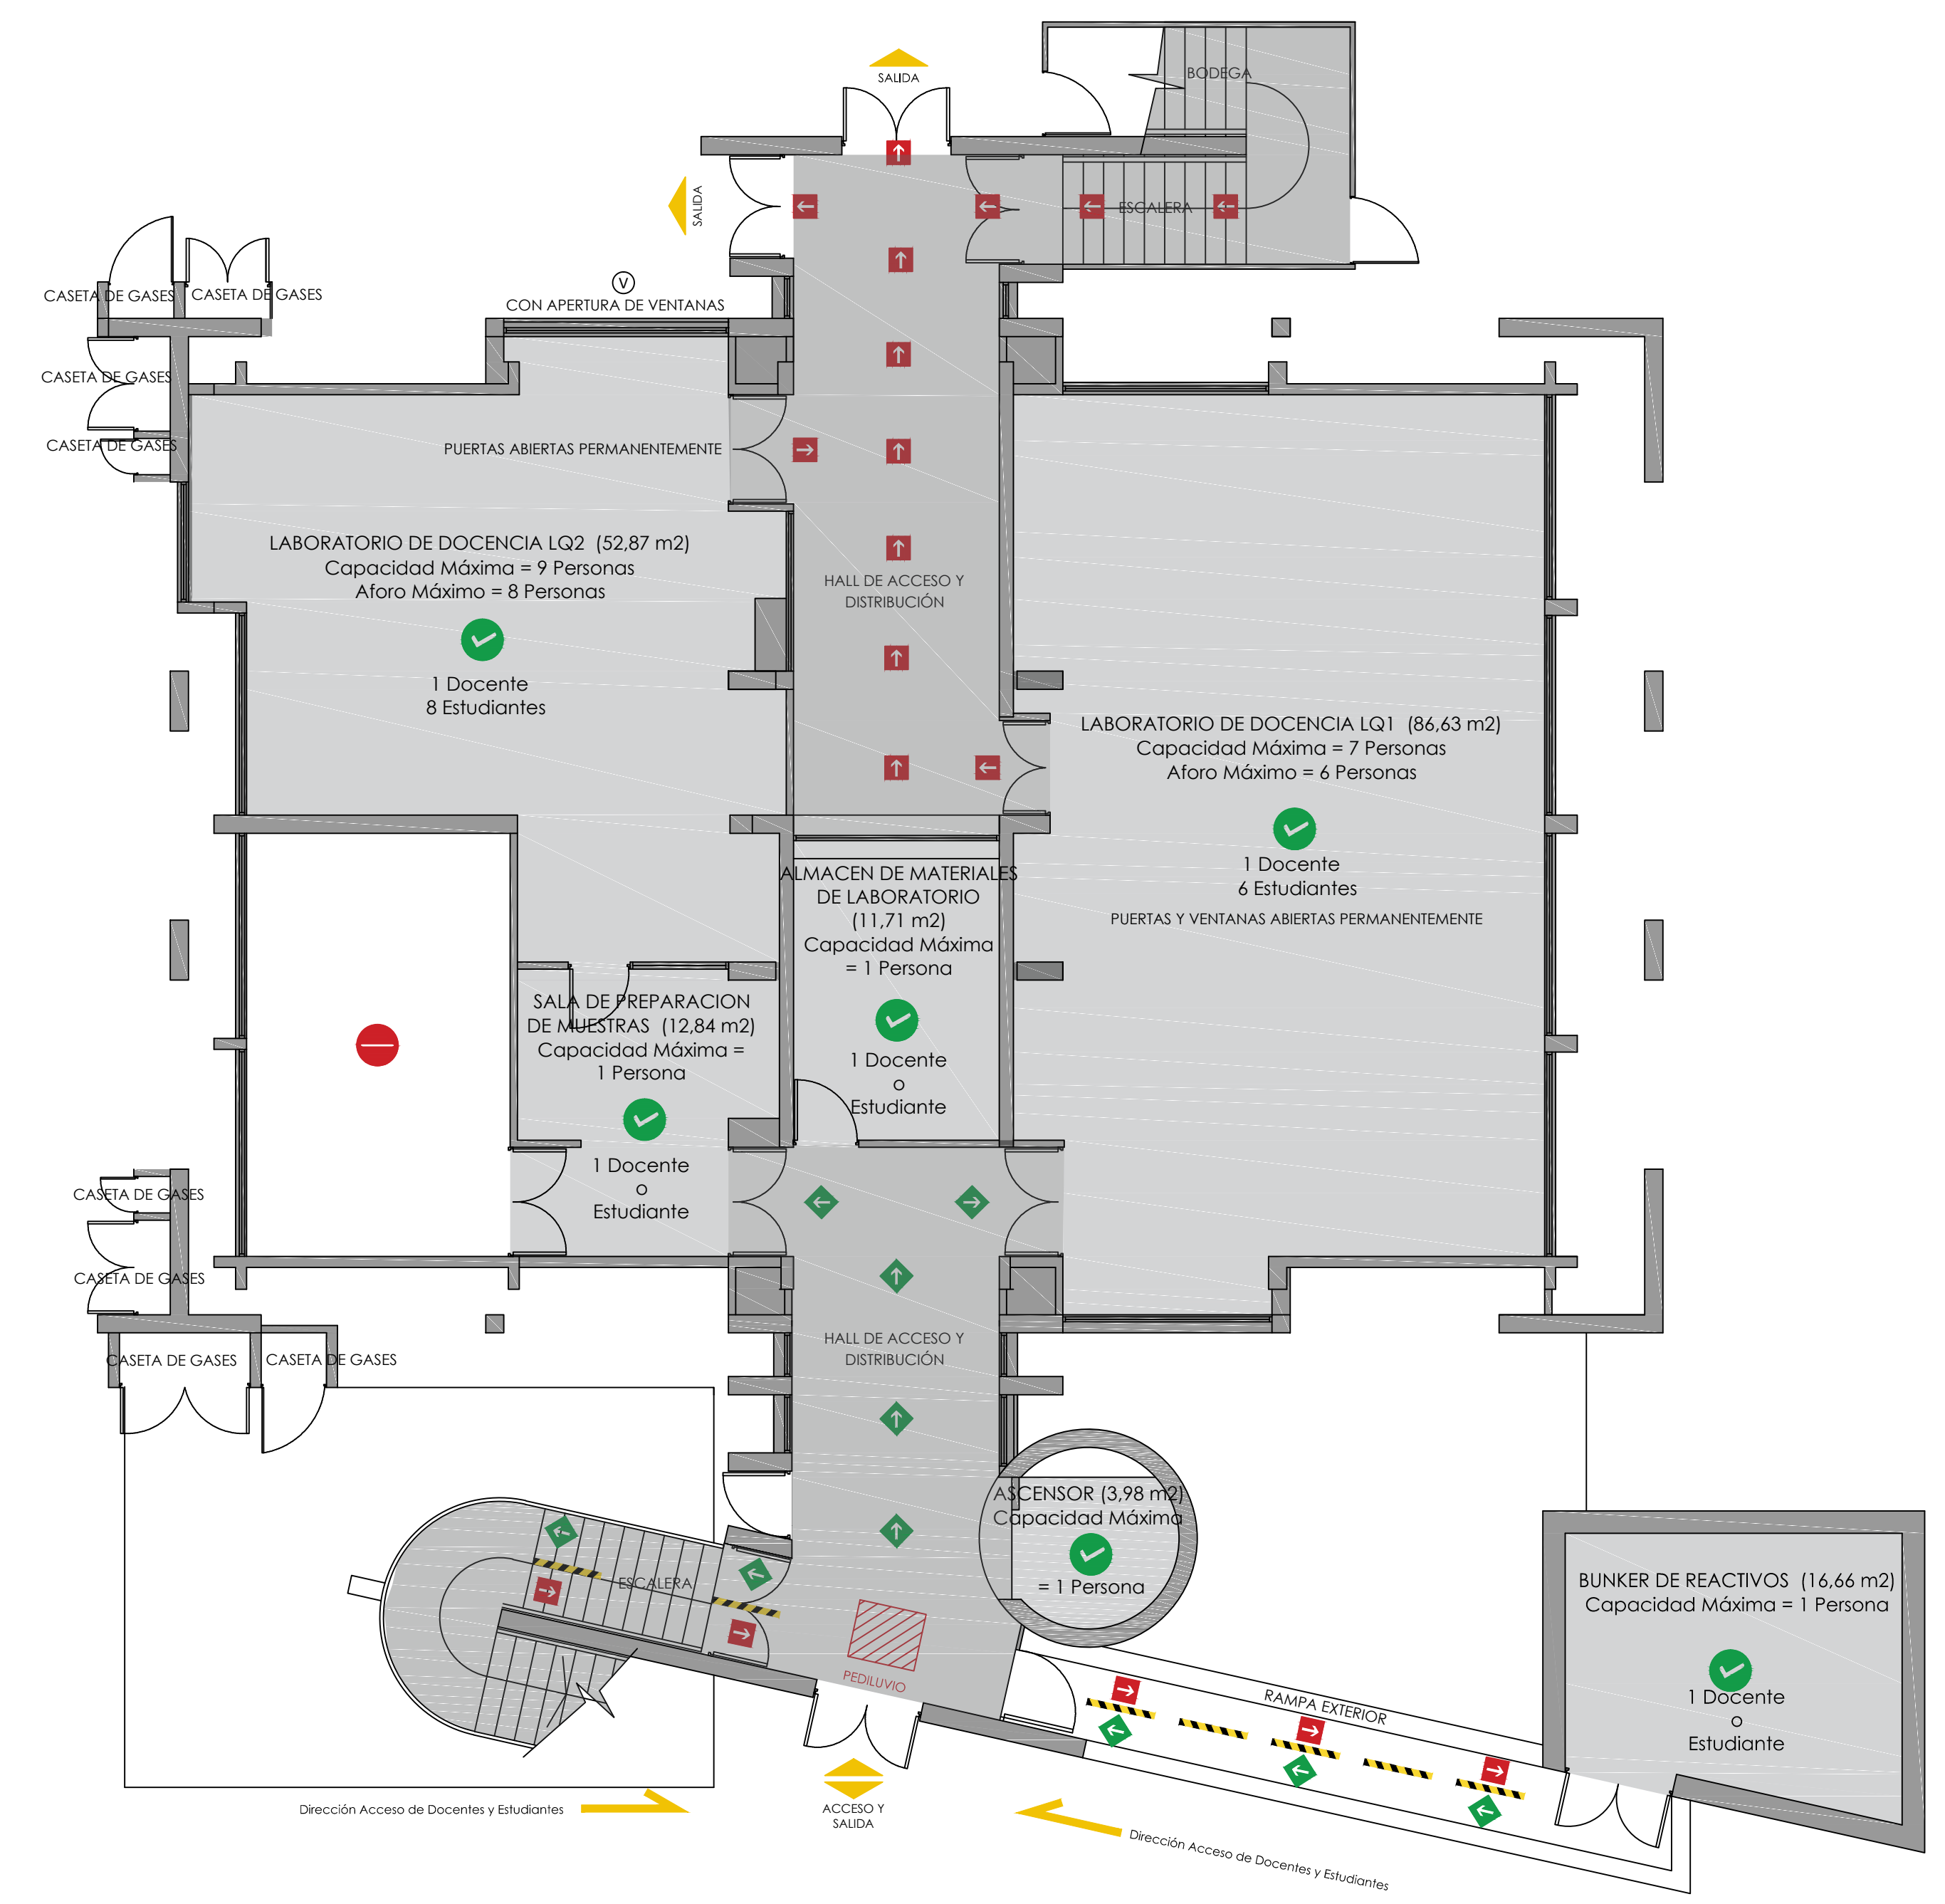 BODEGA
SALIDA
SALIDA
ESCALERA
CASETA DE GASES
CASETA DE GASES
V
CON APERTURA DE VENTANAS
CASETA DE GASES
CASETA DE GASES
PUERTAS ABIERTAS PERMANENTEMENTE
LABORATORIO DE DOCENCIA LQ2 (52,87 m2)
Capacidad Máxima = 9 Personas
Aforo Máximo = 8 Personas
1 Docente
8 Estudiantes
HALL DE ACCESO Y
DISTRIBUCIÓN
LABORATORIO DE DOCENCIA LQ1 (86,63 m2)
Capacidad Máxima = 7 Personas
Aforo Máximo = 6 Personas
1 Docente
6 Estudiantes
PUERTAS Y VENTANAS ABIERTAS PERMANENTEMENTE
ALMACEN DE MATERIALES
DE LABORATORIO
(11,71 m2)
Capacidad Máxima
= 1 Persona
1 Docente
o
Estudiante
SALA DE PREPARACION
DE MUESTRAS (12,84 m2)
Capacidad Máxima =
1 Persona
1 Docente
o
Estudiante
CASETA DE GASES
CASETA DE GASES
CASETA DE GASES
CASETA DE GASES
HALL DE ACCESO Y
DISTRIBUCIÓN
ASCENSOR (3,98 m2)
Capacidad Máxima
= 1 Persona
ESCALERA
PEDILUVIO
RAMPA EXTERIOR
BUNKER DE REACTIVOS (16,66 m2)
Capacidad Máxima = 1 Persona
1 Docente
o
Estudiante
Dirección Acceso de Docentes y Estudiantes
ACCESO Y
SALIDA
Dirección Acceso de Docentes y Estudiantes